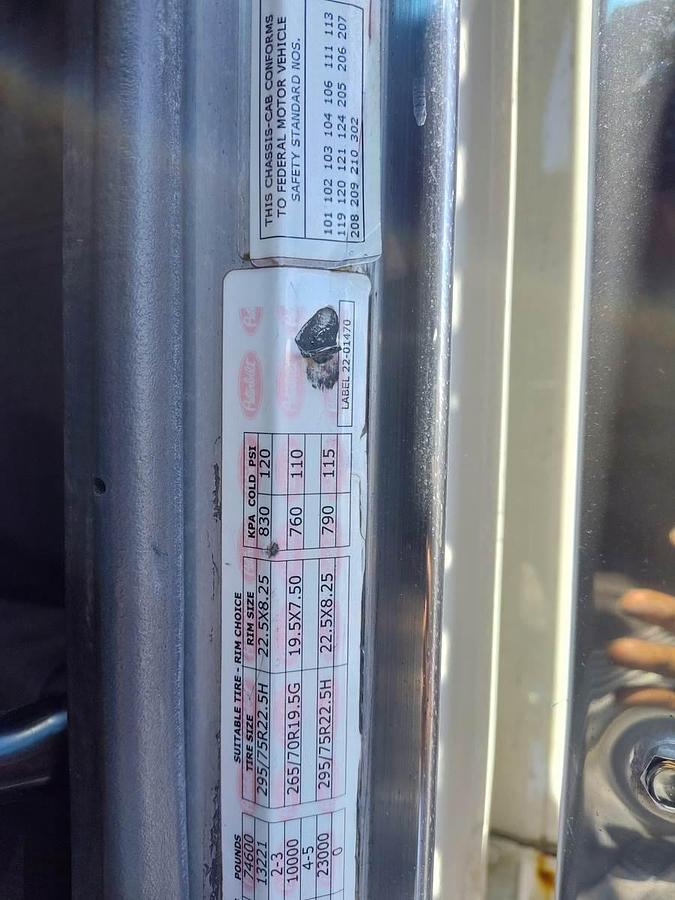 THIS CHASSIS-CAB CONFORMS
TO FEDERAL MOTOR VEHICLE
SAFETY STANDARD NOS.
101 102 103 104 106 111 113
119 120 121 124 205 206 207
208 209 210 302
SUITABLE TIRE - RIM CHOICE
POUNDS TIRE SIZE RIM SIZE KPA COLD PSI
74600
13221 295/75R22.5H 22.5X8.25 830 120
2-3
10000 265/70R19.5G 19.5X7.50 760 110
4-5
23000 295/75R22.5H 22.5X8.25 790 115
0
Peterbilt
LABEL 22-01470